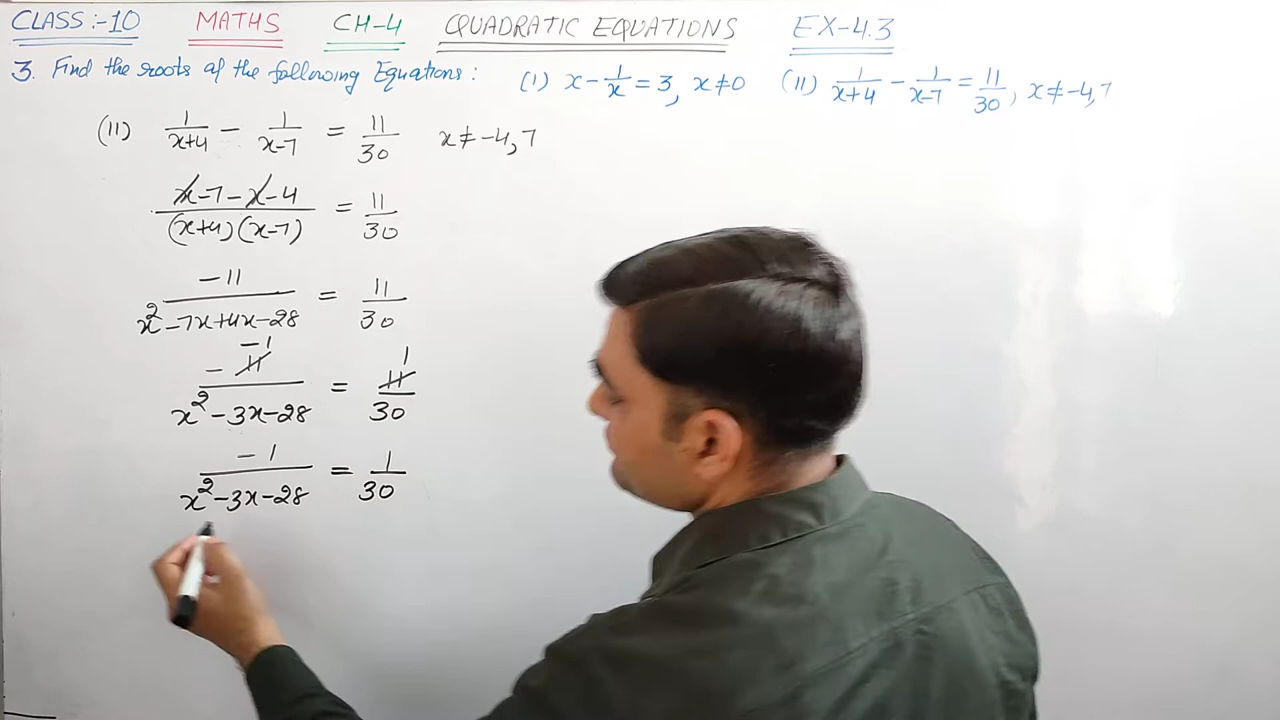 CLASS:-10 MATHS CH-4 QUADRATIC EQUATIONS EX-4.3
3. Find the roots of the following Equations: (I) x - 1/x = 3, x ≠ 0 (II) 1/(x+4) - 1/(x-7) = 11/30, x ≠ -4, 7
(II) 1/(x+4) - 1/(x-7) = 11/30 x ≠ -4, 7
(x-7-x-4)/((x+4)(x-7)) = 11/30
-11/(x²-7x+4x-28) = 11/30
-1 1
-11/(x²-3x-28) = 11/30
-1/(x²-3x-28) = 1/30